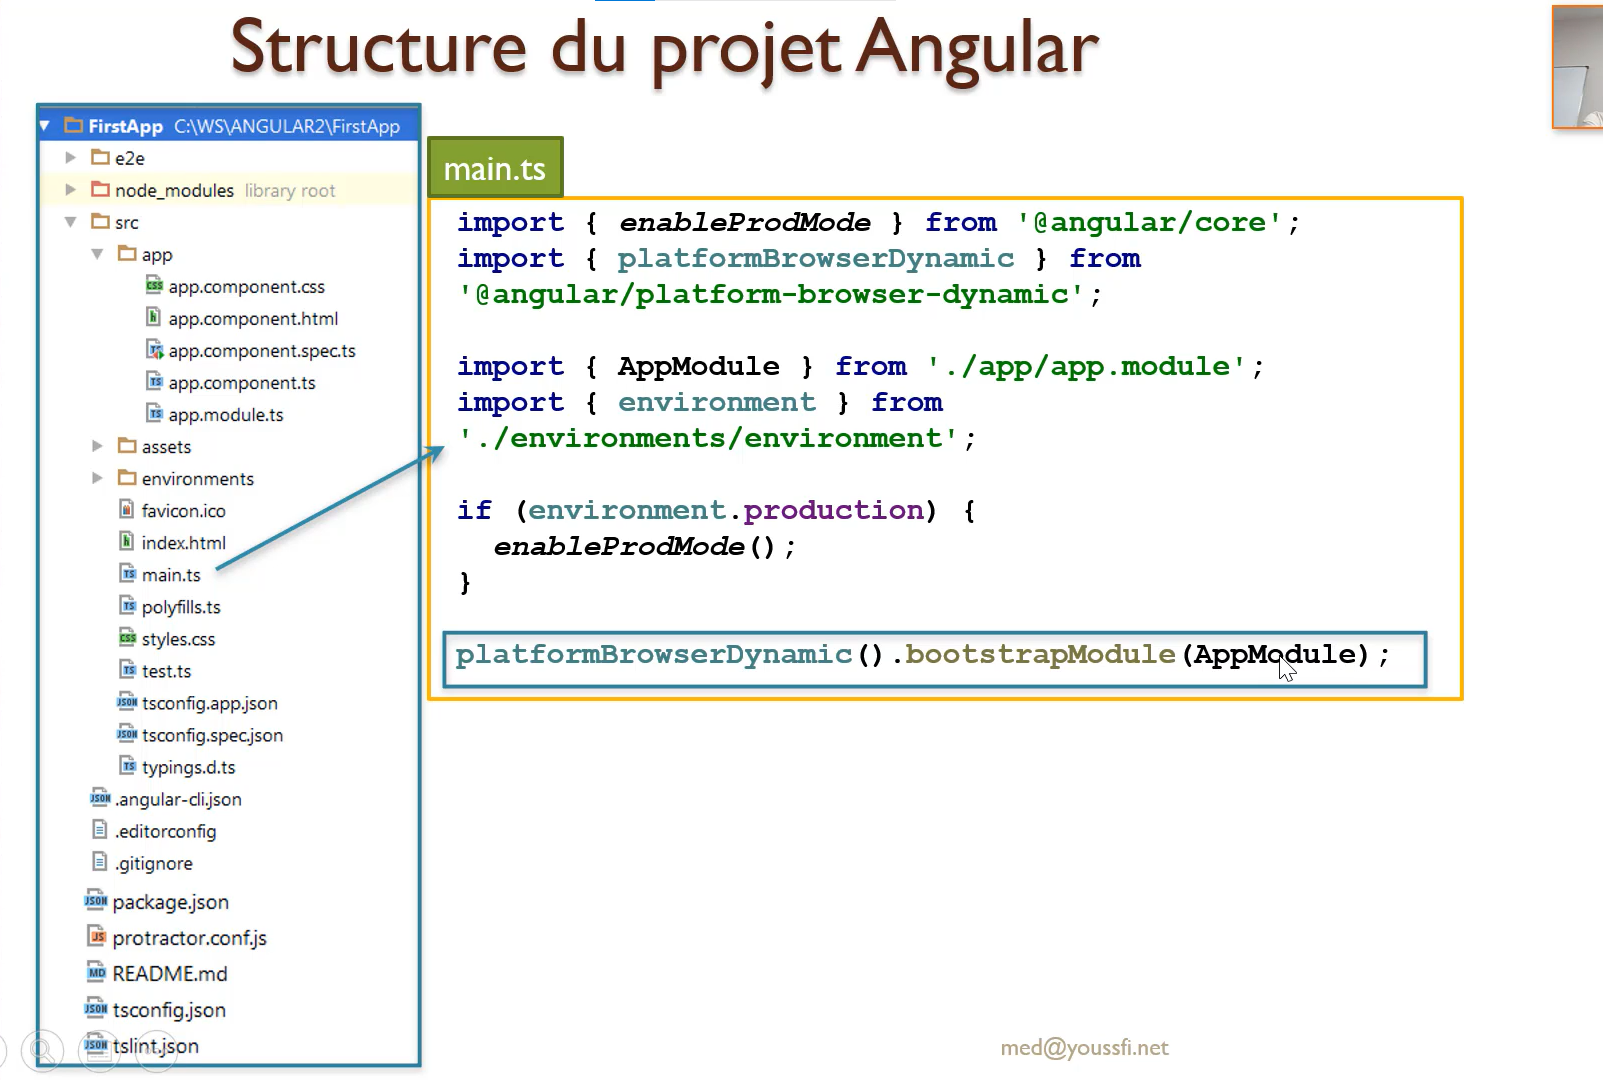 Structure du projet Angular
FirstApp C:\WS\ANGULAR2\FirstApp
e2e
node_modules library root
src
app
app.component.css
app.component.html
app.component.spec.ts
app.component.ts
app.module.ts
assets
environments
favicon.ico
index.html
main.ts
polyfills.ts
styles.css
test.ts
tsconfig.app.json
tsconfig.spec.json
typings.d.ts
.angular-cli.json
.editorconfig
.gitignore
package.json
protractor.conf.js
README.md
tsconfig.json
tslint.json
main.ts
import { enableProdMode } from '@angular/core';
import { platformBrowserDynamic } from
'@angular/platform-browser-dynamic';
import { AppModule } from './app/app.module';
import { environment } from
'./environments/environment';
if (environment.production) {
enableProdMode();
}
platformBrowserDynamic().bootstrapModule(AppModule);
med@youssfi.net